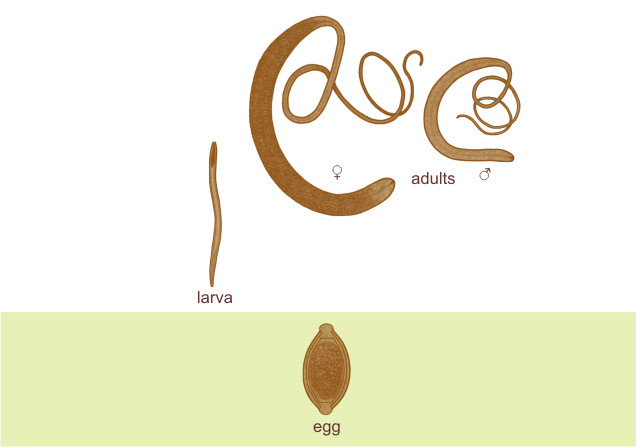 ♀
adults ♂
larva
egg